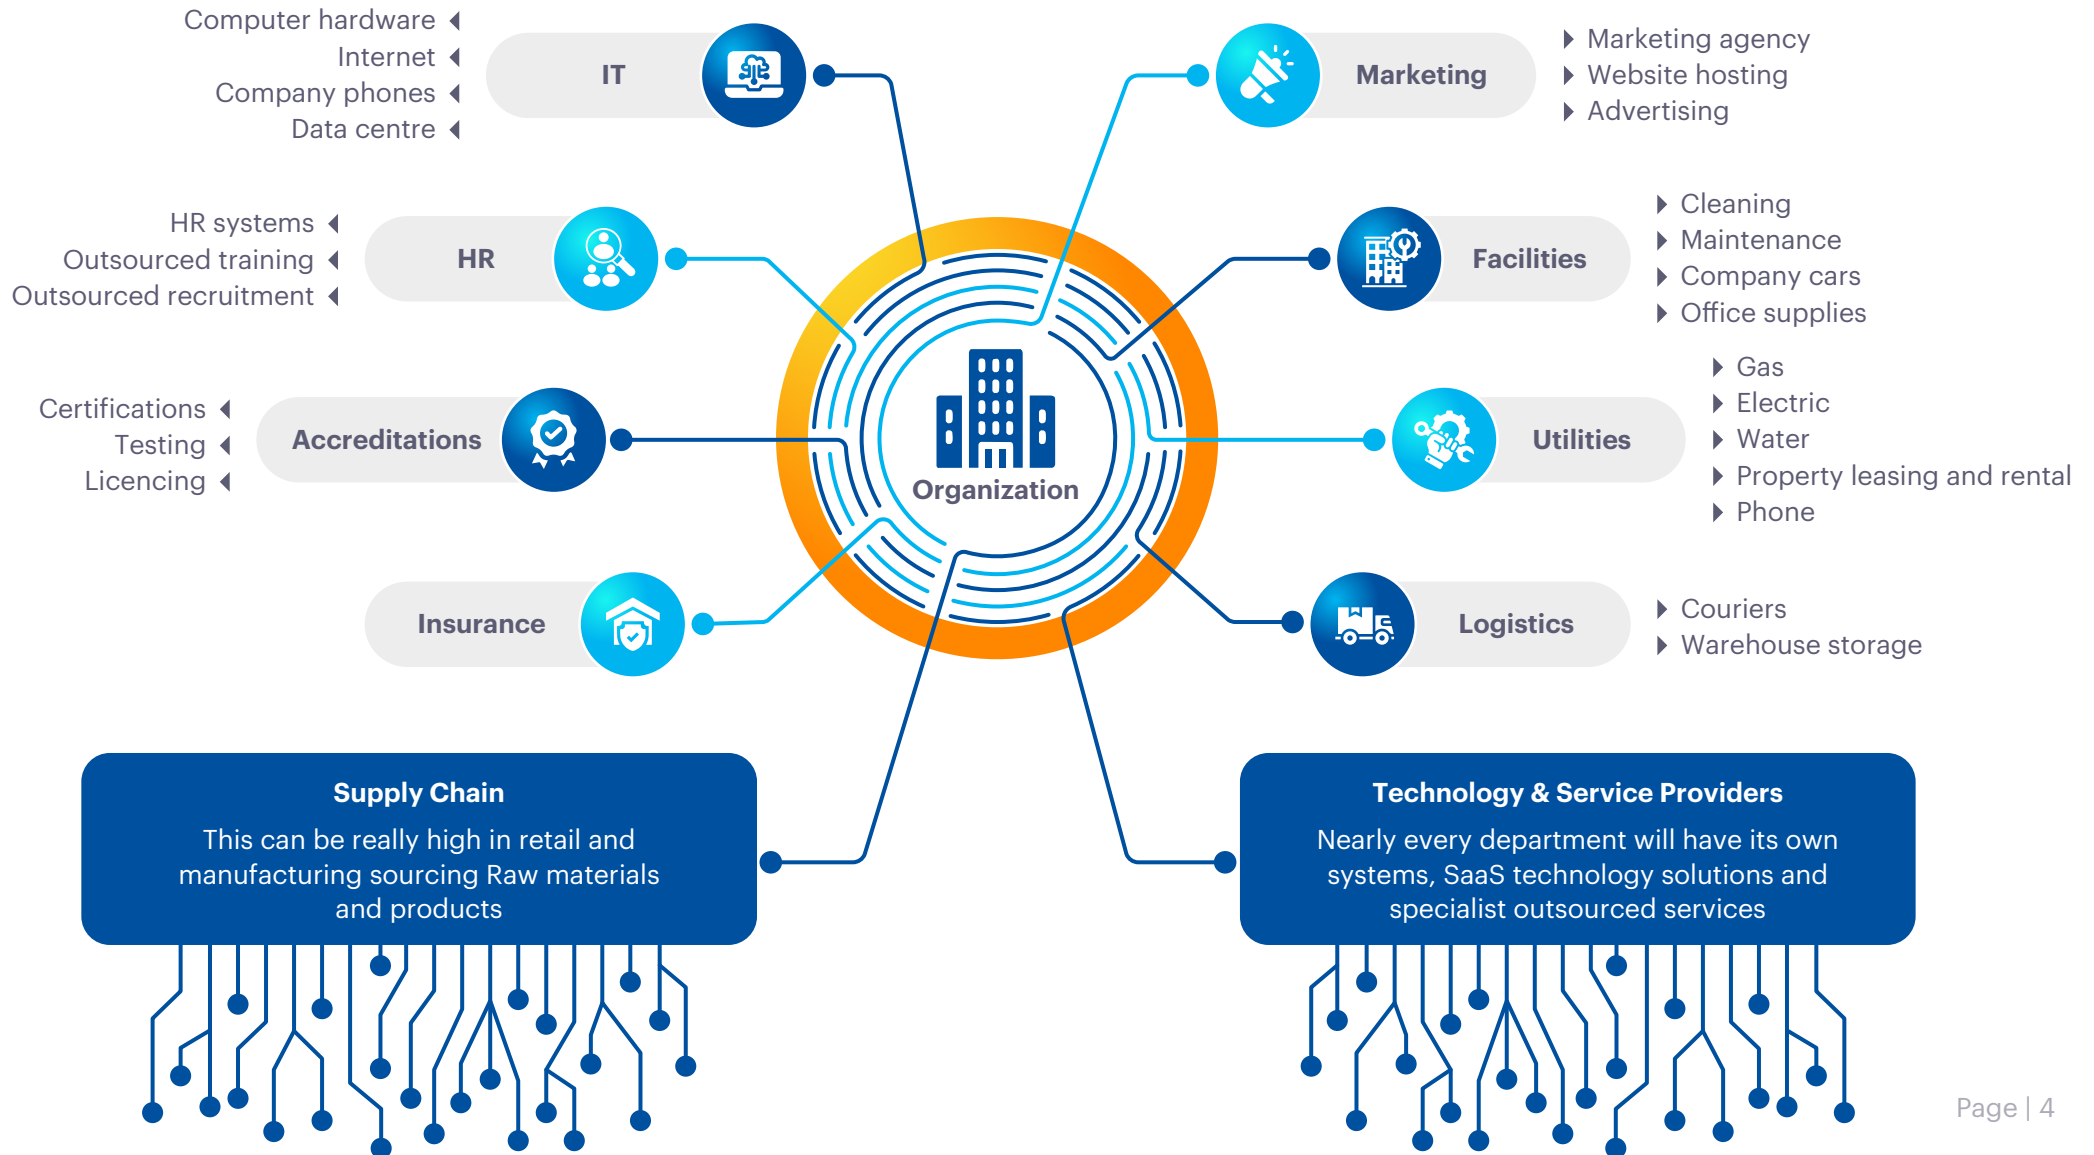 Computer hardware
Internet
Company phones
Data centre
IT
Marketing
Marketing agency
Website hosting
Advertising
HR systems
Outsourced training
Outsourced recruitment
HR
Facilities
Cleaning
Maintenance
Company cars
Office supplies
Certifications
Testing
Licencing
Accreditations
Organization
Utilities
Gas
Electric
Water
Property leasing and rental
Phone
Insurance
Logistics
Couriers
Warehouse storage
Supply Chain
This can be really high in retail and
manufacturing sourcing Raw materials
and products
Technology & Service Providers
Nearly every department will have its own
systems, SaaS technology solutions and
specialist outsourced services
Page | 4